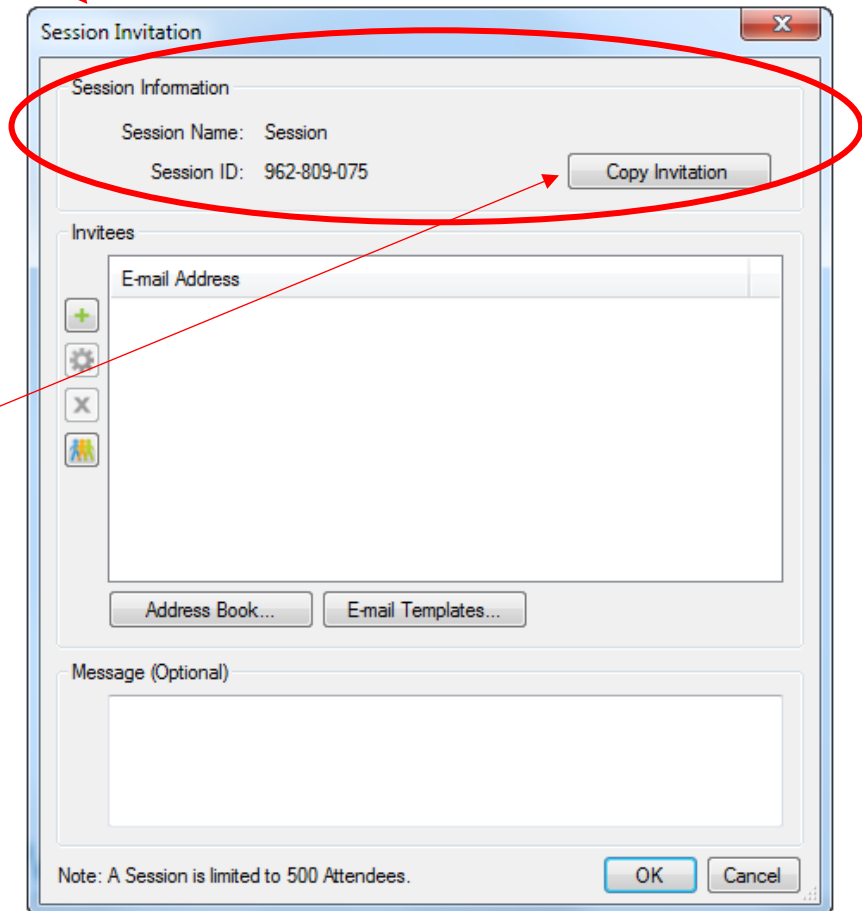 Session Invitation
Session Information
Session Name: Session
Session ID: 962-809-075
Copy Invitation
Invitees
E-mail Address
Address Book...
E-mail Templates...
Message (Optional)
Note: A Session is limited to 500 Attendees.
OK
Cancel